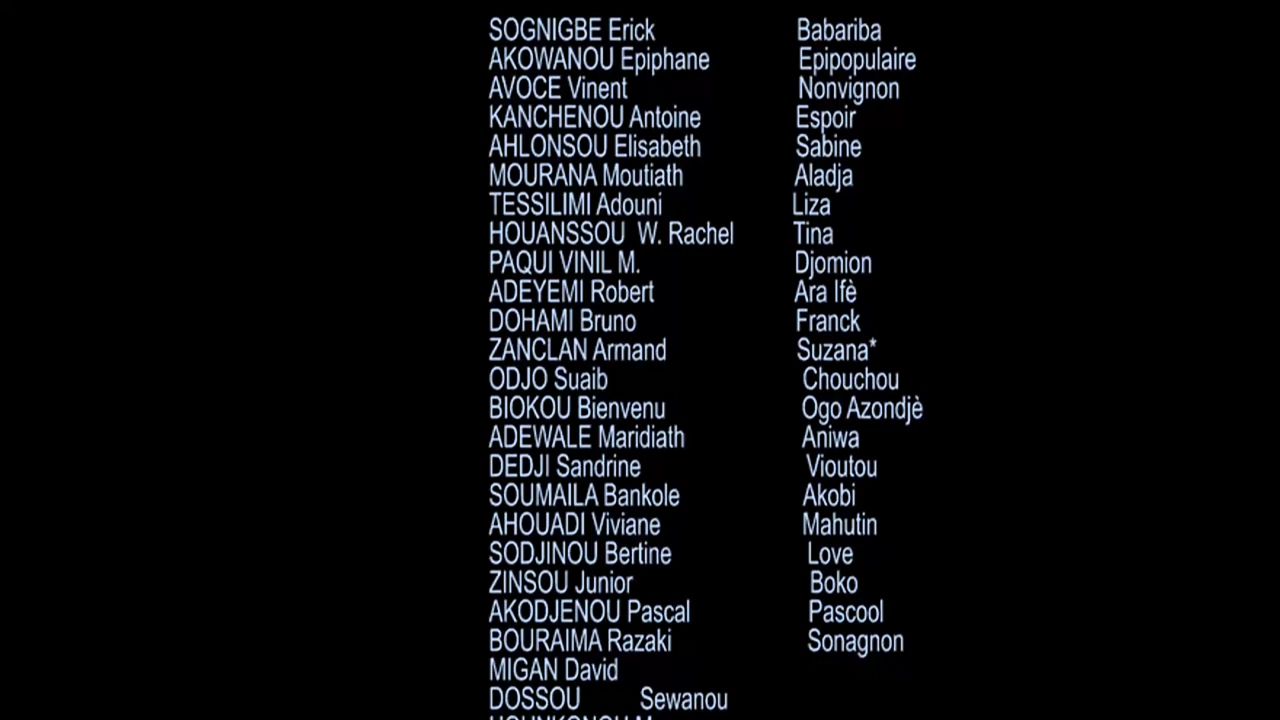 SOGNIGBE Erick Babariba
AKOWANOU Epiphane Epipopulaire
AVOCE Vinent Nonvignon
KANCHENOU Antoine Espoir
AHLONSOU Elisabeth Sabine
MOURANA Moutiath Aladja
TESSILIMI Adouni Liza
HOUANSSOU W. Rachel Tina
PAQUI VINIL M. Djomion
ADEYEMI Robert Ara Ifè
DOHAMI Bruno Franck
ZANCLAN Armand Suzana*
ODJO Suaib Chouchou
BIOKOU Bienvenu Ogo Azondjè
ADEWALE Maridiath Aniwa
DEDJI Sandrine Vioutou
SOUMAILA Bankole Akobi
AHOUADI Viviane Mahutin
SODJINOU Bertine Love
ZINSOU Junior Boko
AKODJENOU Pascal Pascool
BOURAIMA Razaki Sonagnon
MIGAN David
DOSSOU Sewanou